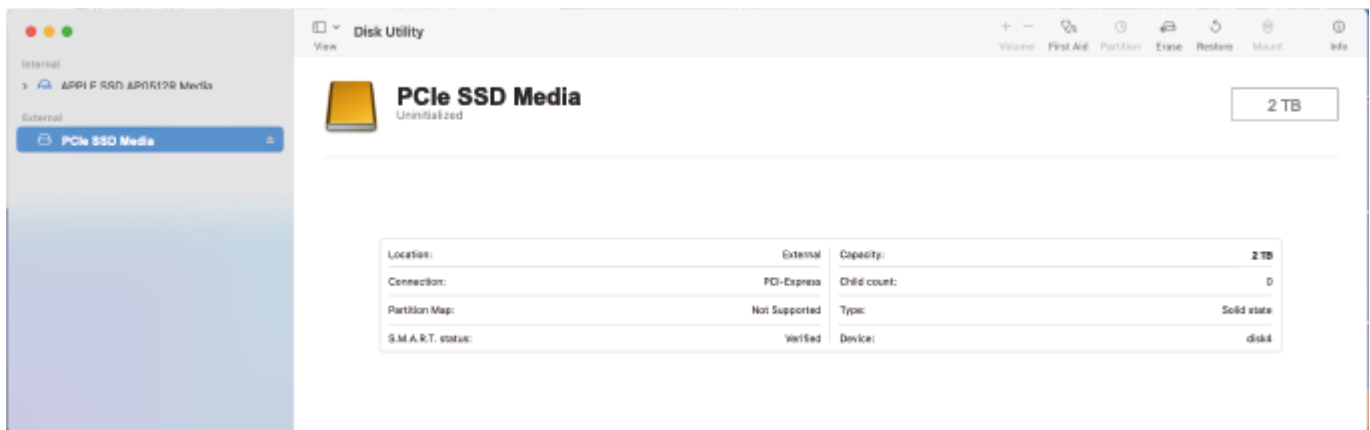 Disk Utility
View
Volume First Aid Partition Erase Restore Mount Info
Internal
APPLE SSD AP0512R Media
External
PCIe SSD Media
PCIe SSD Media
Uninitialized
2 TB
Location: External Capacity: 2 TB
Connection: PCI-Express Child count: 0
Partition Map: Not Supported Type: Solid state
S.M.A.R.T. status: Verified Device: disk4